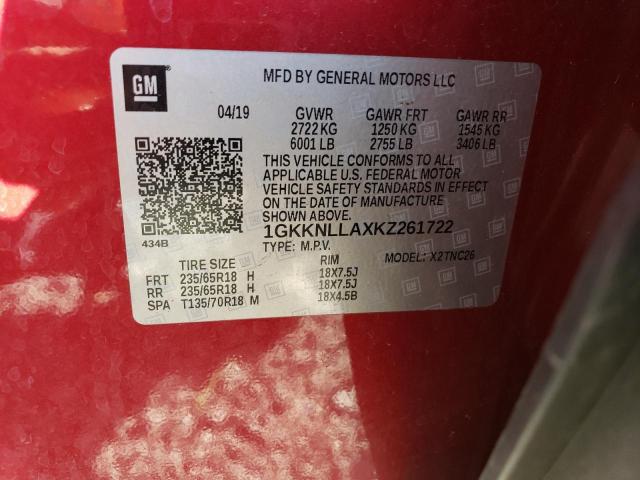 GM
MFD BY GENERAL MOTORS LLC
04/19 GVWR GAWR FRT GAWR RR
2722 KG 1250 KG 1545 KG
6001 LB 2755 LB 3406 LB
THIS VEHICLE CONFORMS TO ALL
APPLICABLE U.S. FEDERAL MOTOR
VEHICLE SAFETY STANDARDS IN EFFECT
ON THE DATE OF MANUFACTURE
SHOWN ABOVE.
434B
1GKKNLLAXKZ261722
TYPE: M.P.V. MODEL: X2TNC26
TIRE SIZE RIM
FRT 235/65R18 H 18X7.5J
RR 235/65R18 H 18X7.5J
SPA T135/70R18 M 18X4.5B